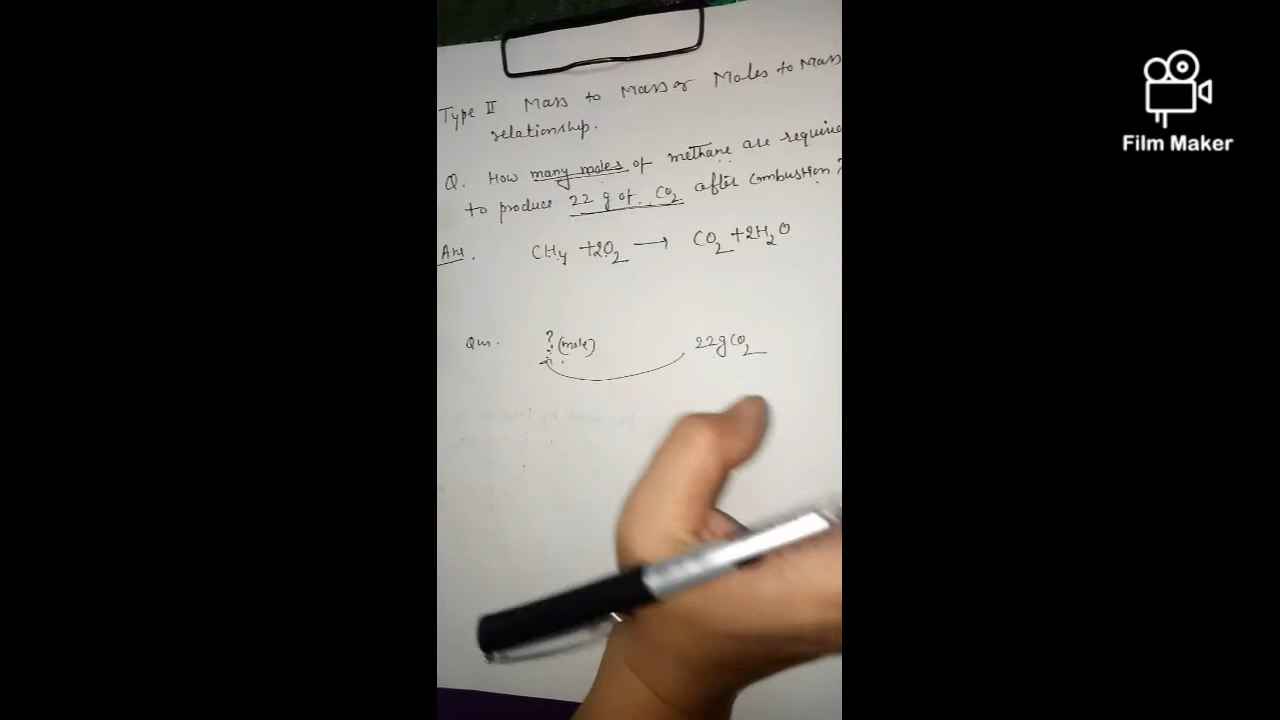 Type II Mass to Mass or Moles to Mass
relationship.
Q. How many moles of methane are require
to produce 22 g of CO2 after combustion ?
Ans. CH4 + 2O2 → CO2 + 2H2O
Qus. ? (mole) 22g CO2
Film Maker